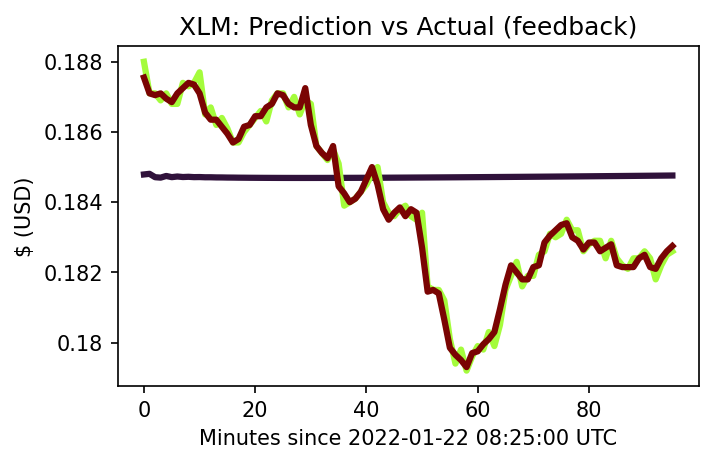 XLM: Prediction vs Actual (feedback)
0.188
0.186
0.184
0.182
0.18
$ (USD)
0 20 40 60 80
Minutes since 2022-01-22 08:25:00 UTC